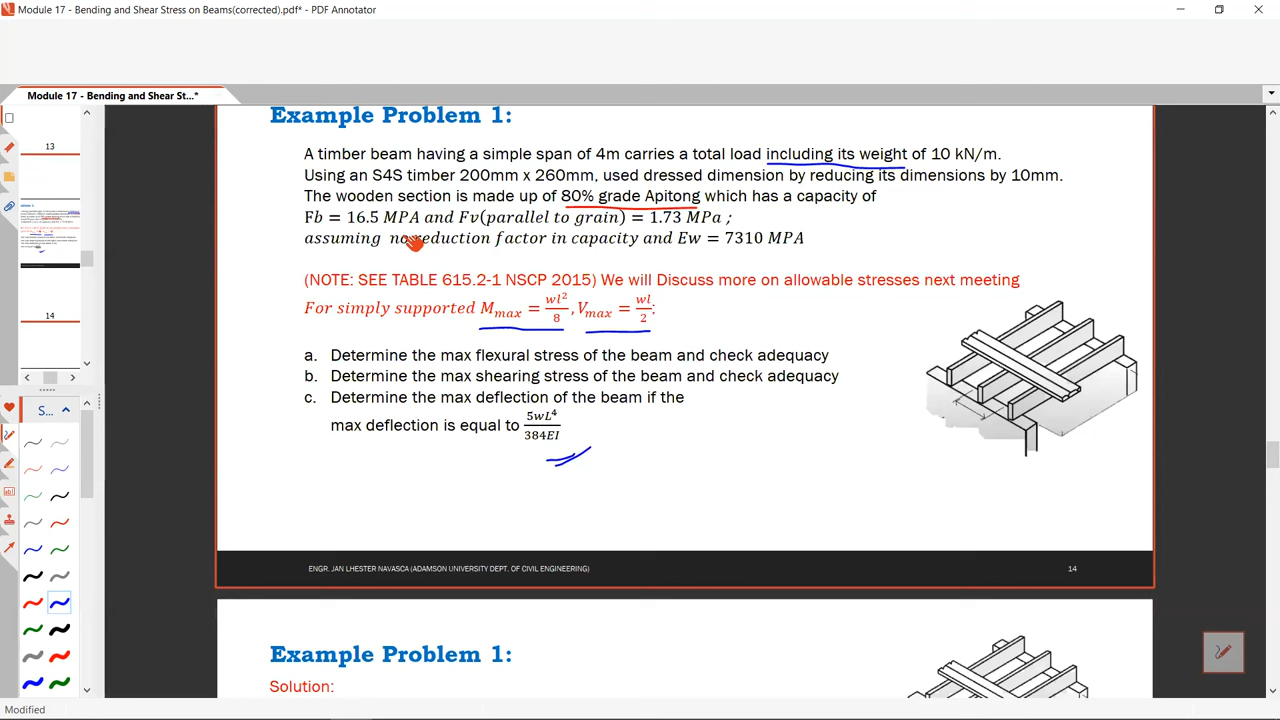 Module 17 - Bending and Shear Stress on Beams(corrected).pdf* - PDF Annotator
Module 17 - Bending and Shear St...*
13
14
S...
Example Problem 1:
A timber beam having a simple span of 4m carries a total load including its weight of 10 kN/m.
Using an S4S timber 200mm x 260mm, used dressed dimension by reducing its dimensions by 10mm.
The wooden section is made up of 80% grade Apitong which has a capacity of
Fb = 16.5 MPA and Fv(parallel to grain) = 1.73 MPa ;
assuming no reduction factor in capacity and Ew = 7310 MPA
(NOTE: SEE TABLE 615.2-1 NSCP 2015) We will Discuss more on allowable stresses next meeting
For simply supported M_max = wl²/8, V_max = wl/2;
a. Determine the max flexural stress of the beam and check adequacy
b. Determine the max shearing stress of the beam and check adequacy
c. Determine the max deflection of the beam if the
max deflection is equal to 5wL⁴/384EI
ENGR. JAN LHESTER NAVASCA (ADAMSON UNIVERSITY DEPT. OF CIVIL ENGINEERING)
14
Example Problem 1:
Solution:
Modified